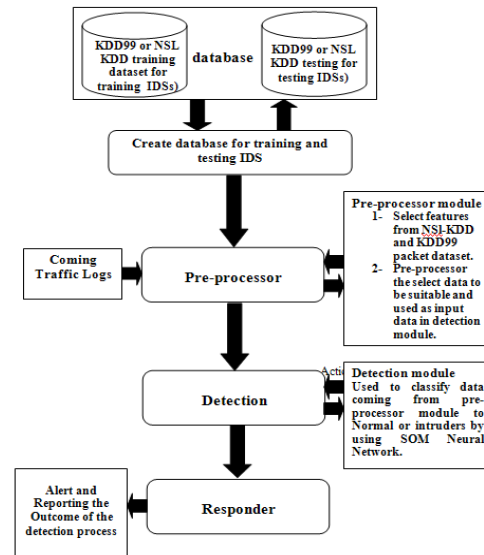 KDD99 or NSL
KDD training
dataset for
training IDSs)
database
KDD99 or NSL
KDD testing for
testing IDSs)
Create database for training and
testing IDS
Coming
Traffic Logs
Pre-processor
Pre-processor module
1- Select features
from NSl-KDD
and KDD99
packet dataset.
2- Pre-processor
the select data to
be suitable and
used as input
data in detection
module.
Detection
Actio
Detection module
Used to classify data
coming from pre-
processor module to
Normal or intruders by
using SOM Neural
Network.
Alert and
Reporting the
Outcome of the
detection process
Responder